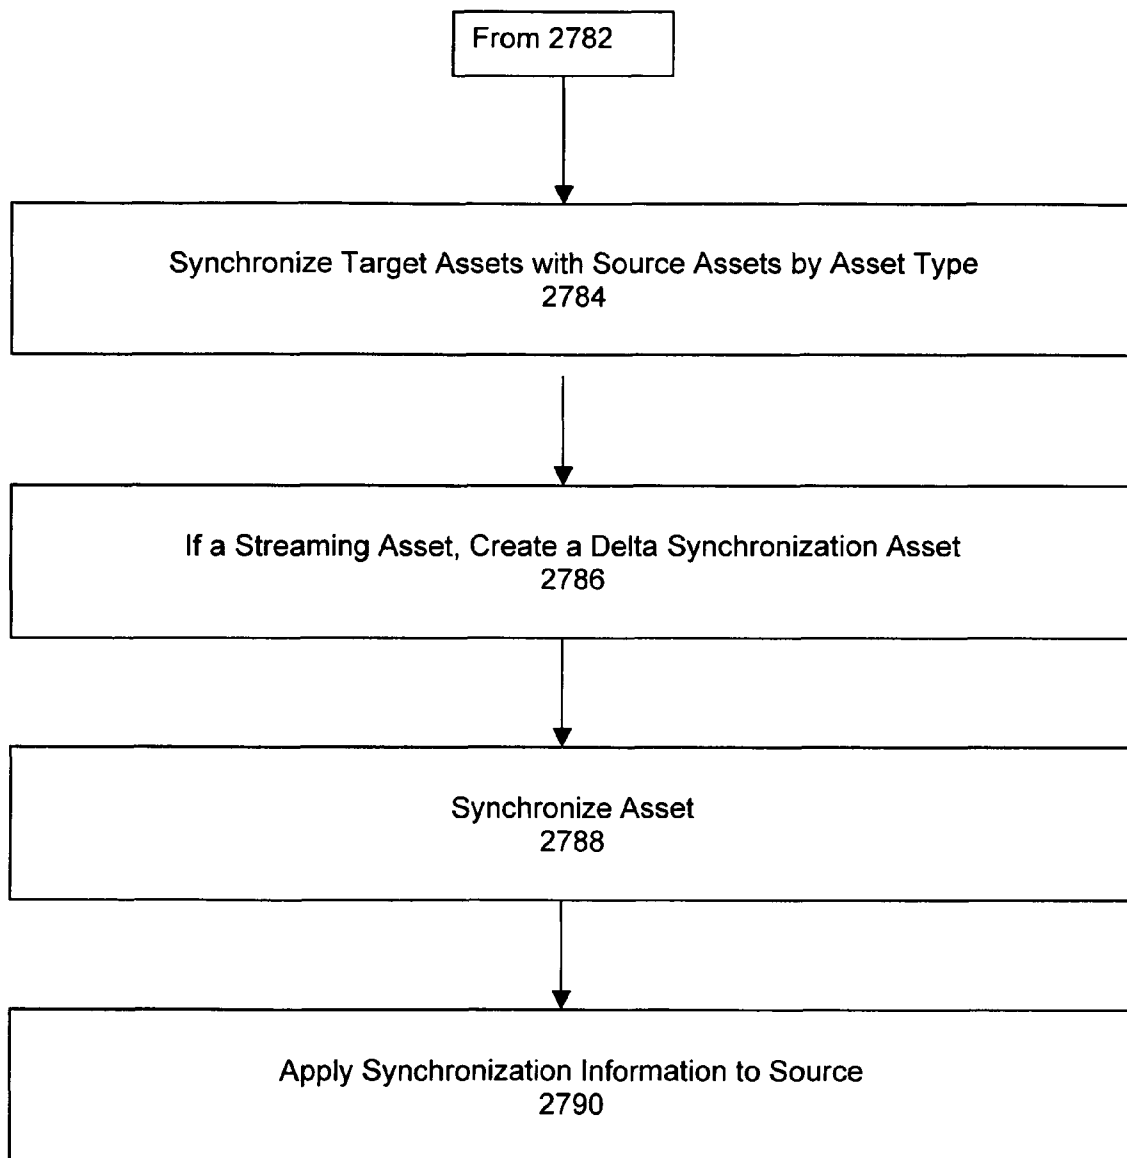 From 2782
Synchronize Target Assets with Source Assets by Asset Type
2784
If a Streaming Asset, Create a Delta Synchronization Asset
2786
Synchronize Asset
2788
Apply Synchronization Information to Source
2790